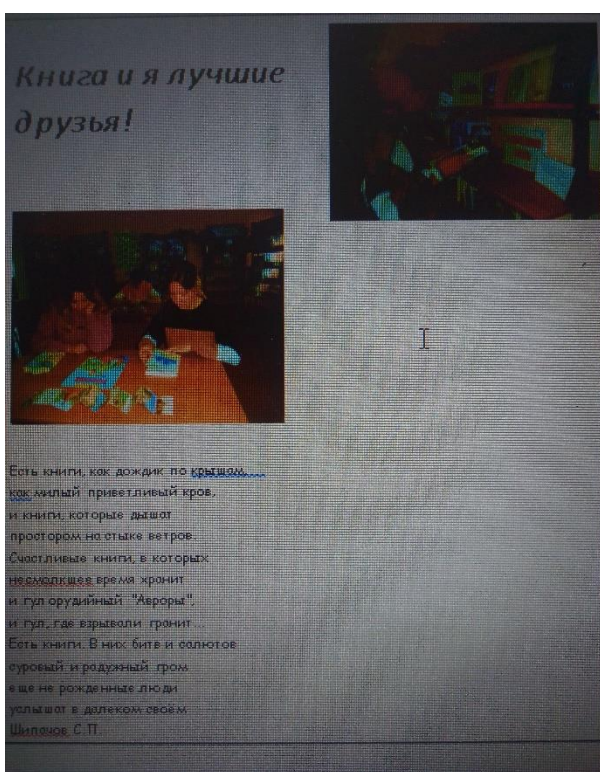 Книга и я лучшие
друзья!
Есть книги, как дождик по крышам,
как милый приветливый кров,
и книги, которые дышат
простором на стыке ветров.
Счастливые книги, в которых
несмолкшее время хранит
и гул орудийный "Авроры",
и гул, где взрывали гранит...
Есть книги. В них битв и салютов
суровый и радужный гром
еще не рожденные люди
услышат в далеком своём
Шипачов С.П.